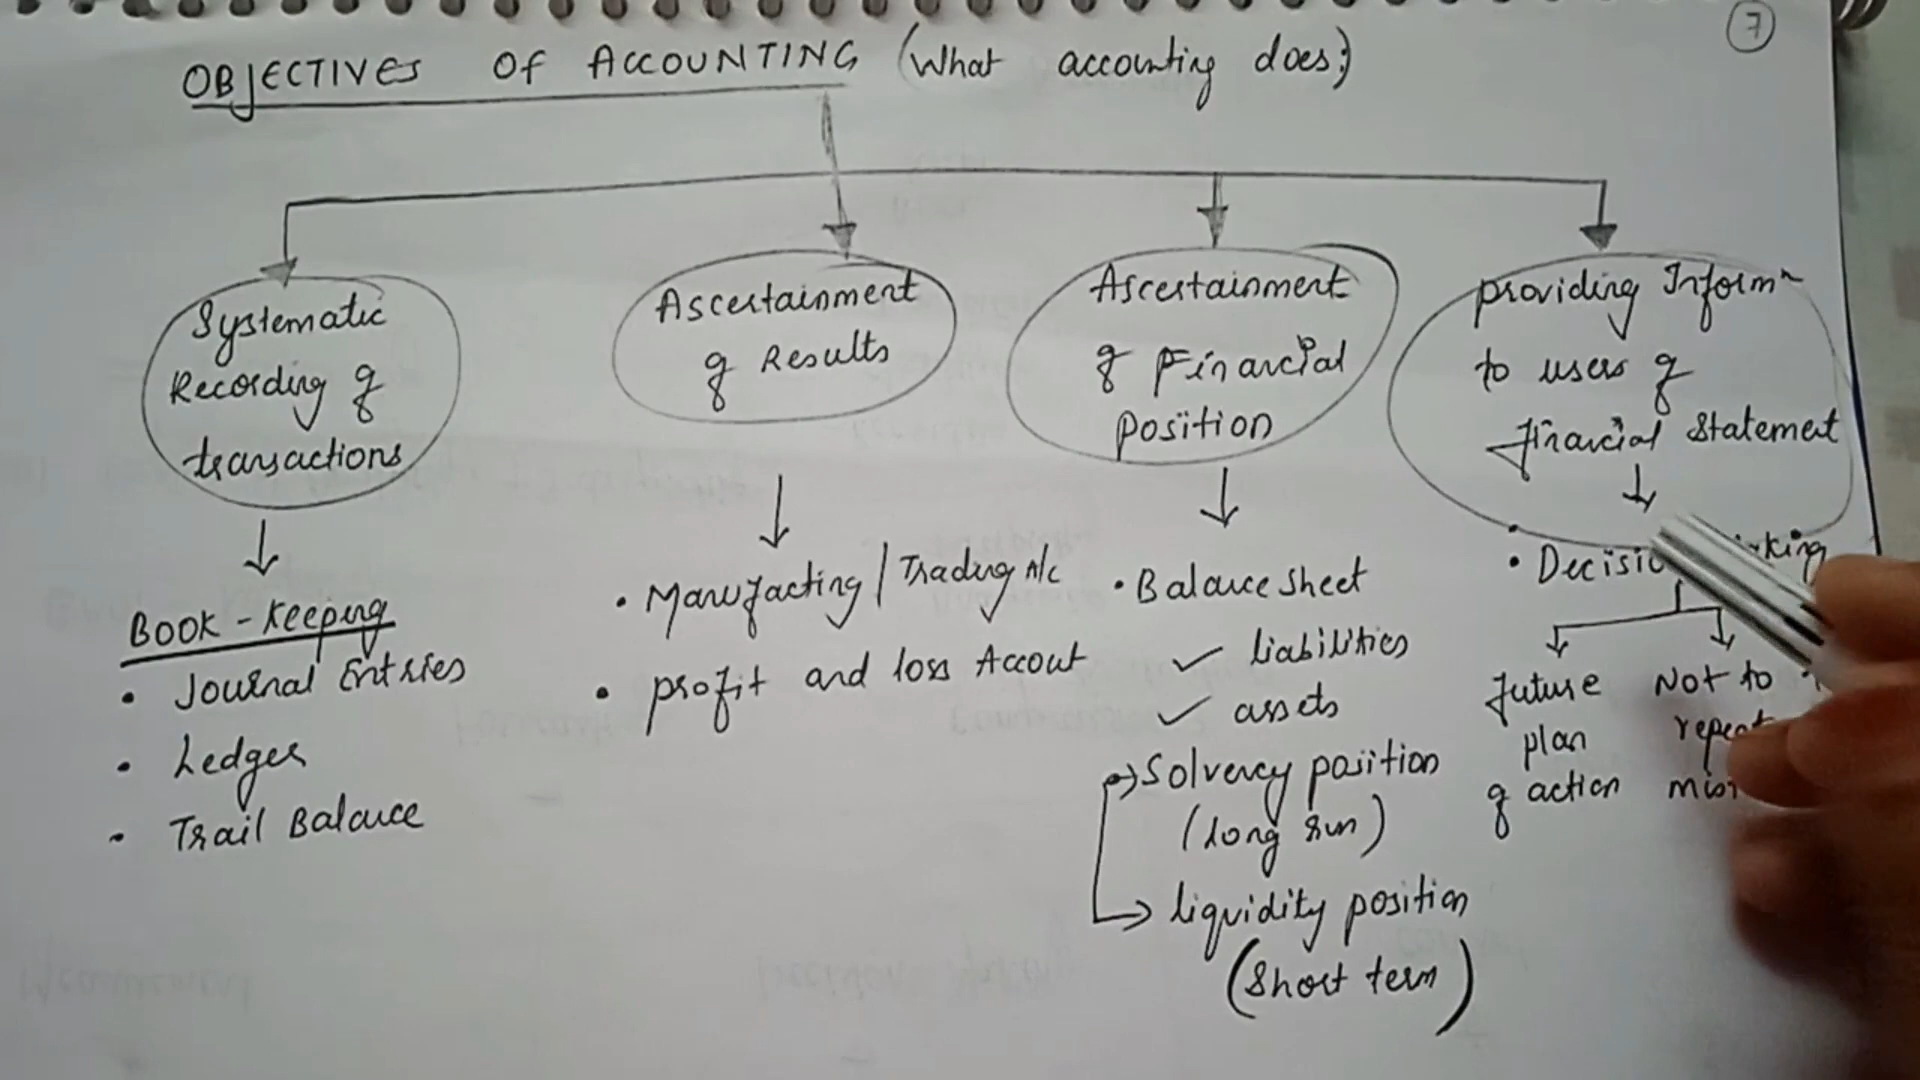 7
OBJECTIVES OF ACCOUNTING (What accounting does)
Systematic
Recording of
transactions
Book-Keeping
• Journal Entries
• Ledger
• Trail Balance
Ascertainment
of Results
• Manufacting / Trading A/c
• profit and loss Accout
Ascertainment
of Financial
position
• Balance sheet
✓ liabilities
✓ assets
→ Solvency position
(long run)
→ liquidity position
(Short term)
providing Inform^n
to users of
financial Statement
•
future
plan
of action
Not to